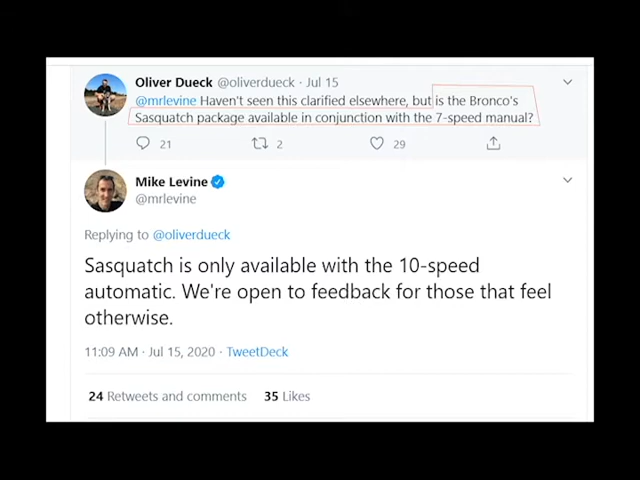 Oliver Dueck @oliverdueck · Jul 15
@mrlevine Haven't seen this clarified elsewhere, but is the Bronco's
Sasquatch package available in conjunction with the 7-speed manual?
21 2 29
Mike Levine
@mrlevine
Replying to @oliverdueck
Sasquatch is only available with the 10-speed
automatic. We're open to feedback for those that feel
otherwise.
11:09 AM · Jul 15, 2020 · TweetDeck
24 Retweets and comments 35 Likes